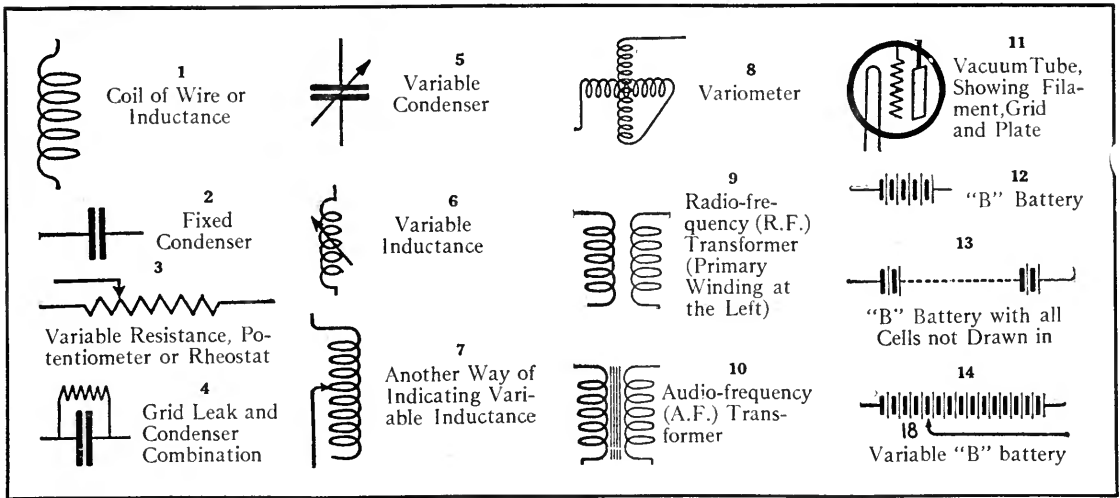 1
Coil of Wire or
Inductance
2
Fixed
Condenser
3
Variable Resistance, Po-
tentiometer or Rheostat
4
Grid Leak and
Condenser
Combination
5
Variable
Condenser
6
Variable
Inductance
7
Another Way of
Indicating Vari-
able Inductance
8
Variometer
9
Radio-fre-
quency (R.F.)
Transformer
(Primary
Winding at
the Left)
10
Audio-frequency
(A.F.) Trans-
former
11
Vacuum Tube,
Showing Fila-
ment,Grid
and Plate
12
"B" Battery
13
"B" Battery with all
Cells not Drawn in
14
18
Variable "B" battery